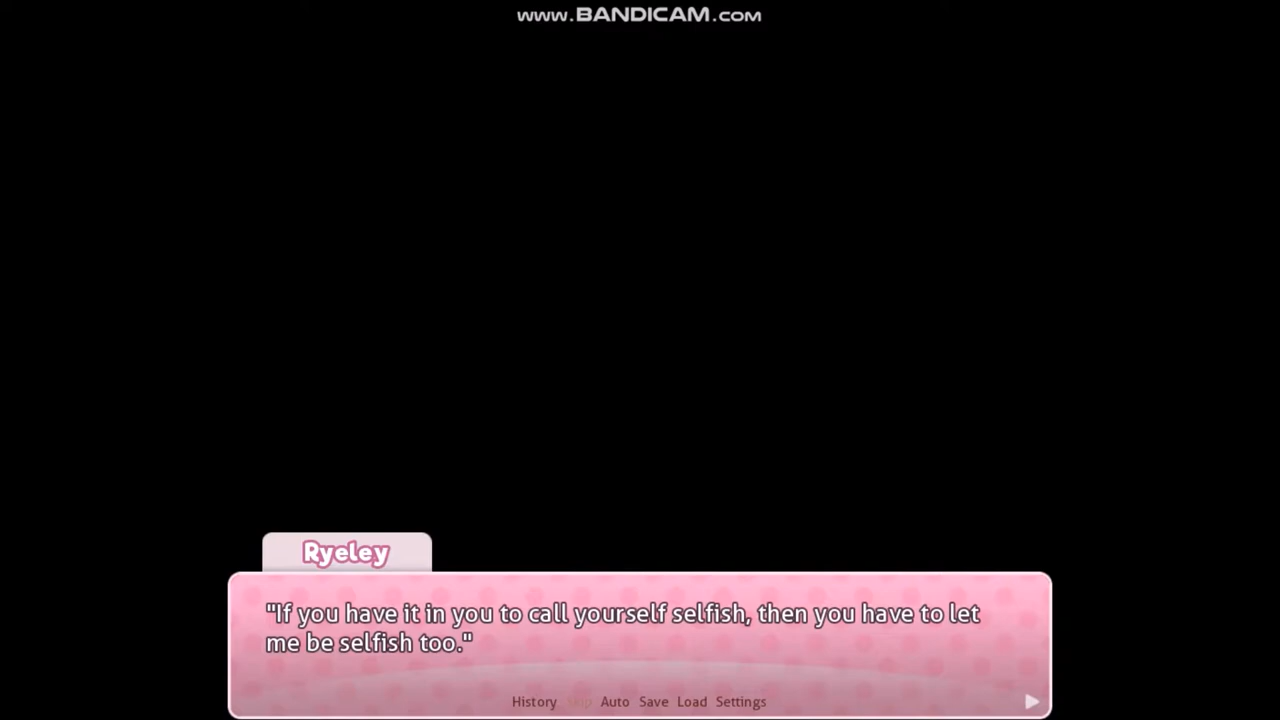 www.BANDICAM.com
Ryeley
"If you have it in you to call yourself selfish, then you have to let
me be selfish too."
History Skip Auto Save Load Settings